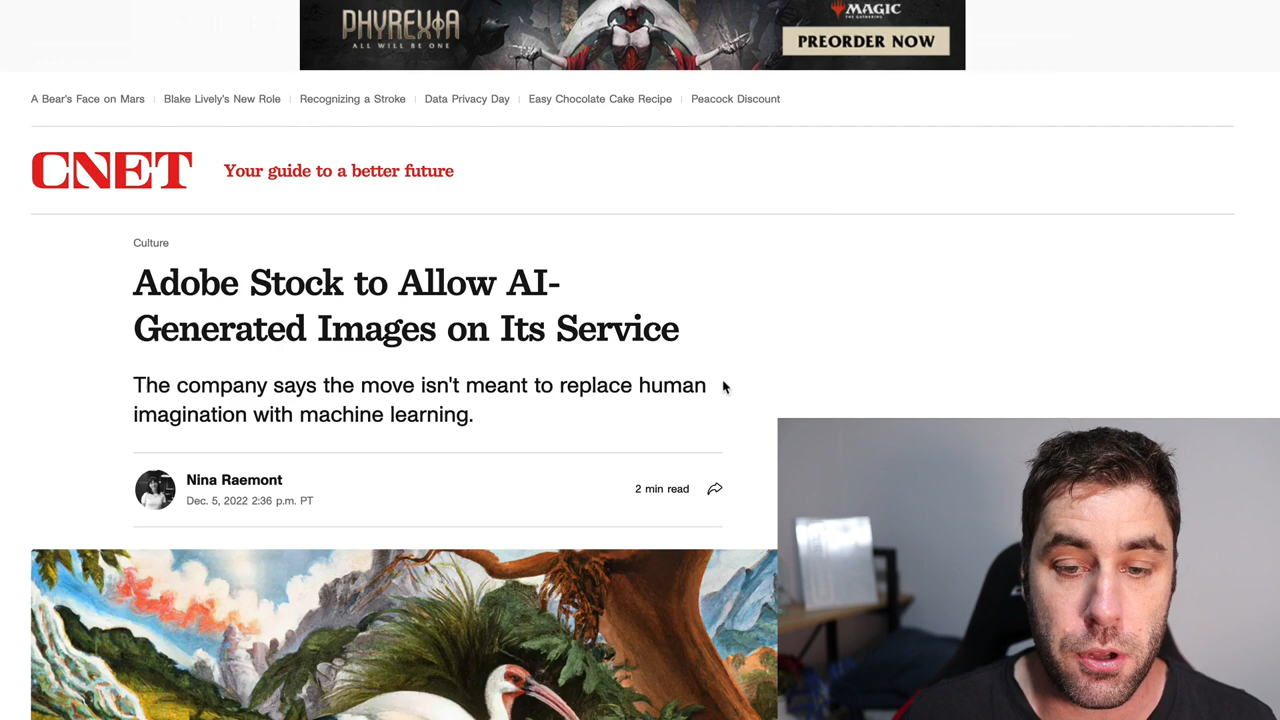 PHYREXIA
ALL WILL BE ONE
MAGIC
THE GATHERING
PREORDER NOW
A Bear's Face on Mars
Blake Lively's New Role
Recognizing a Stroke
Data Privacy Day
Easy Chocolate Cake Recipe
Peacock Discount
CNET
Your guide to a better future
Culture
Adobe Stock to Allow AI-
Generated Images on Its Service
The company says the move isn't meant to replace human
imagination with machine learning.
Nina Raemont
Dec. 5, 2022 2:36 p.m. PT
2 min read